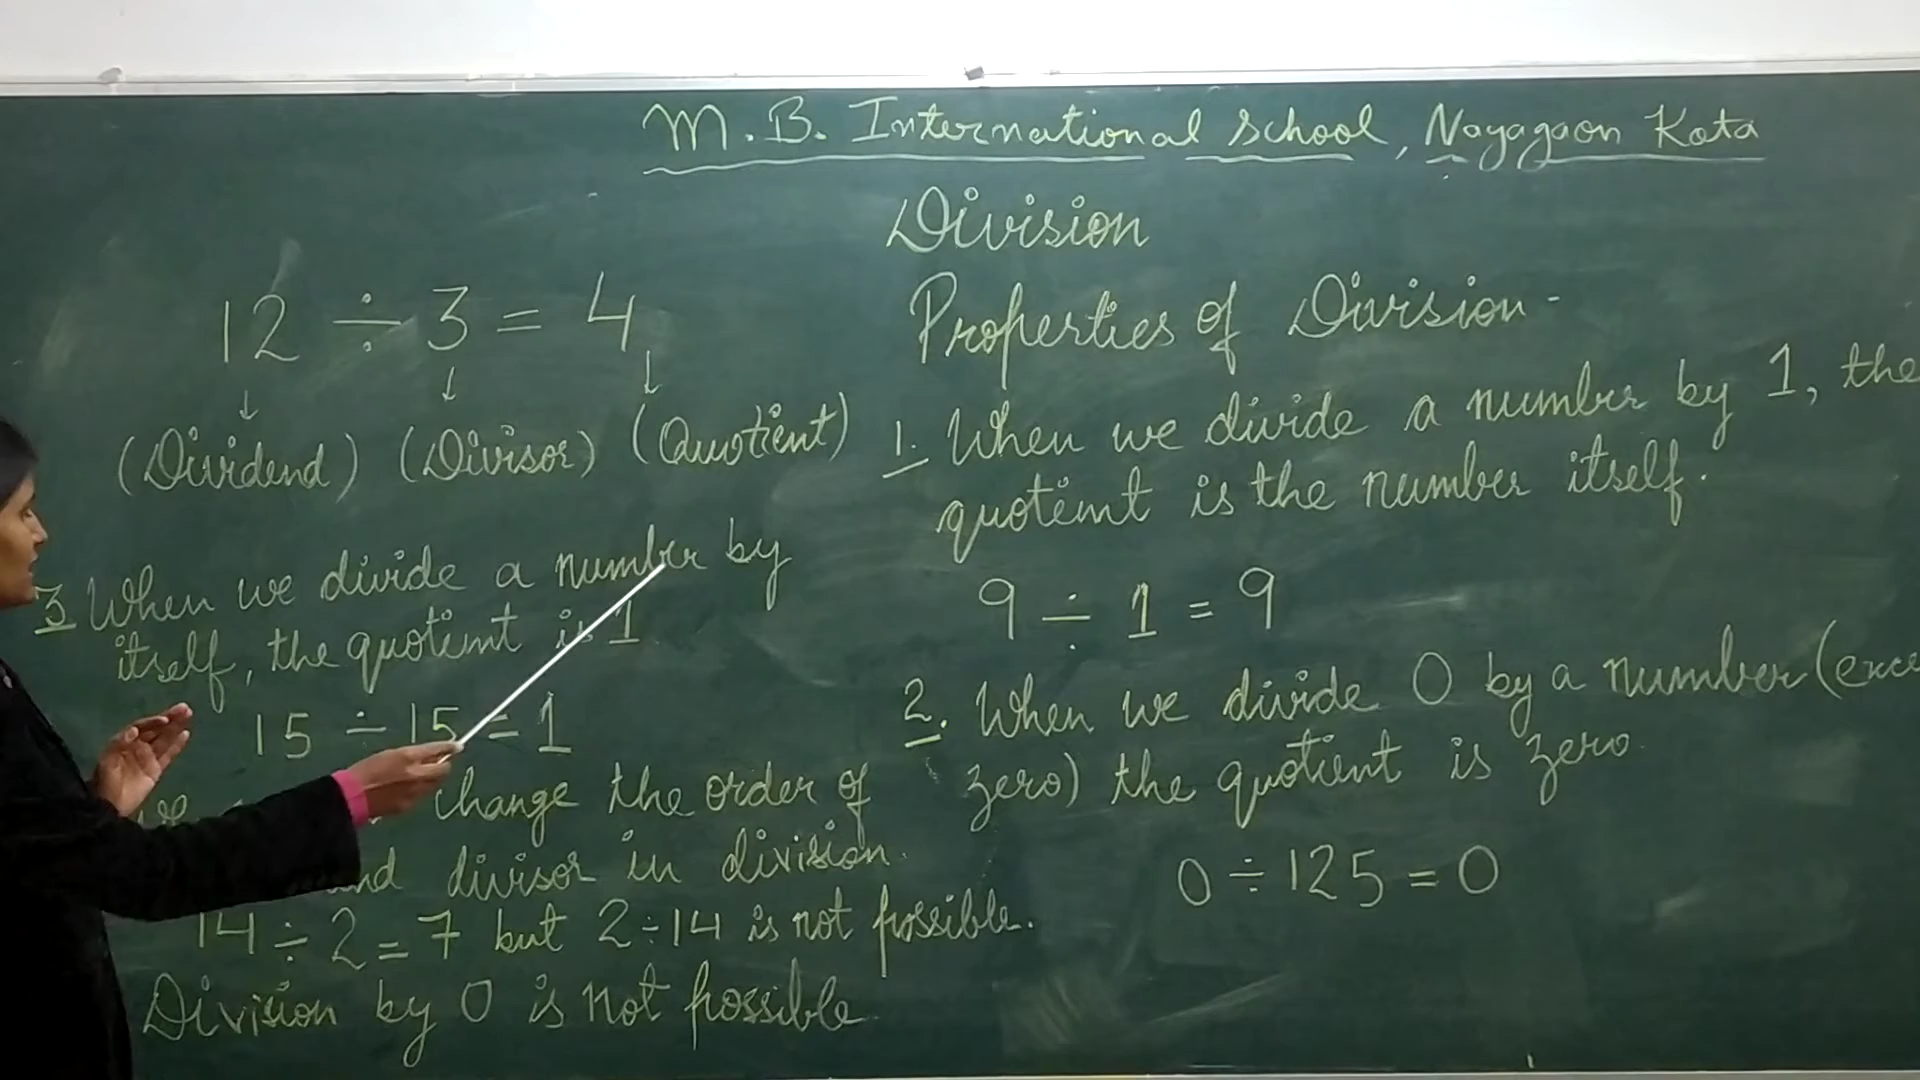 M. B. International School, Nayagaon Kota
Division
12 ÷ 3 = 4
↓ ↓ ↓
(Dividend) (Divisor) (Quotient)
Properties of Division-
1. When we divide a number by 1, the
quotient is the number itself.
9 ÷ 1 = 9
2. When we divide 0 by a number (exce
zero) the quotient is zero.
0 ÷ 125 = 0
3. When we divide a number by
itself, the quotient is 1
15 ÷ 15 = 1
change the order of
and divisor in division.
14 ÷ 2 = 7 but 2 ÷ 14 is not possible.
Division by 0 is not possible